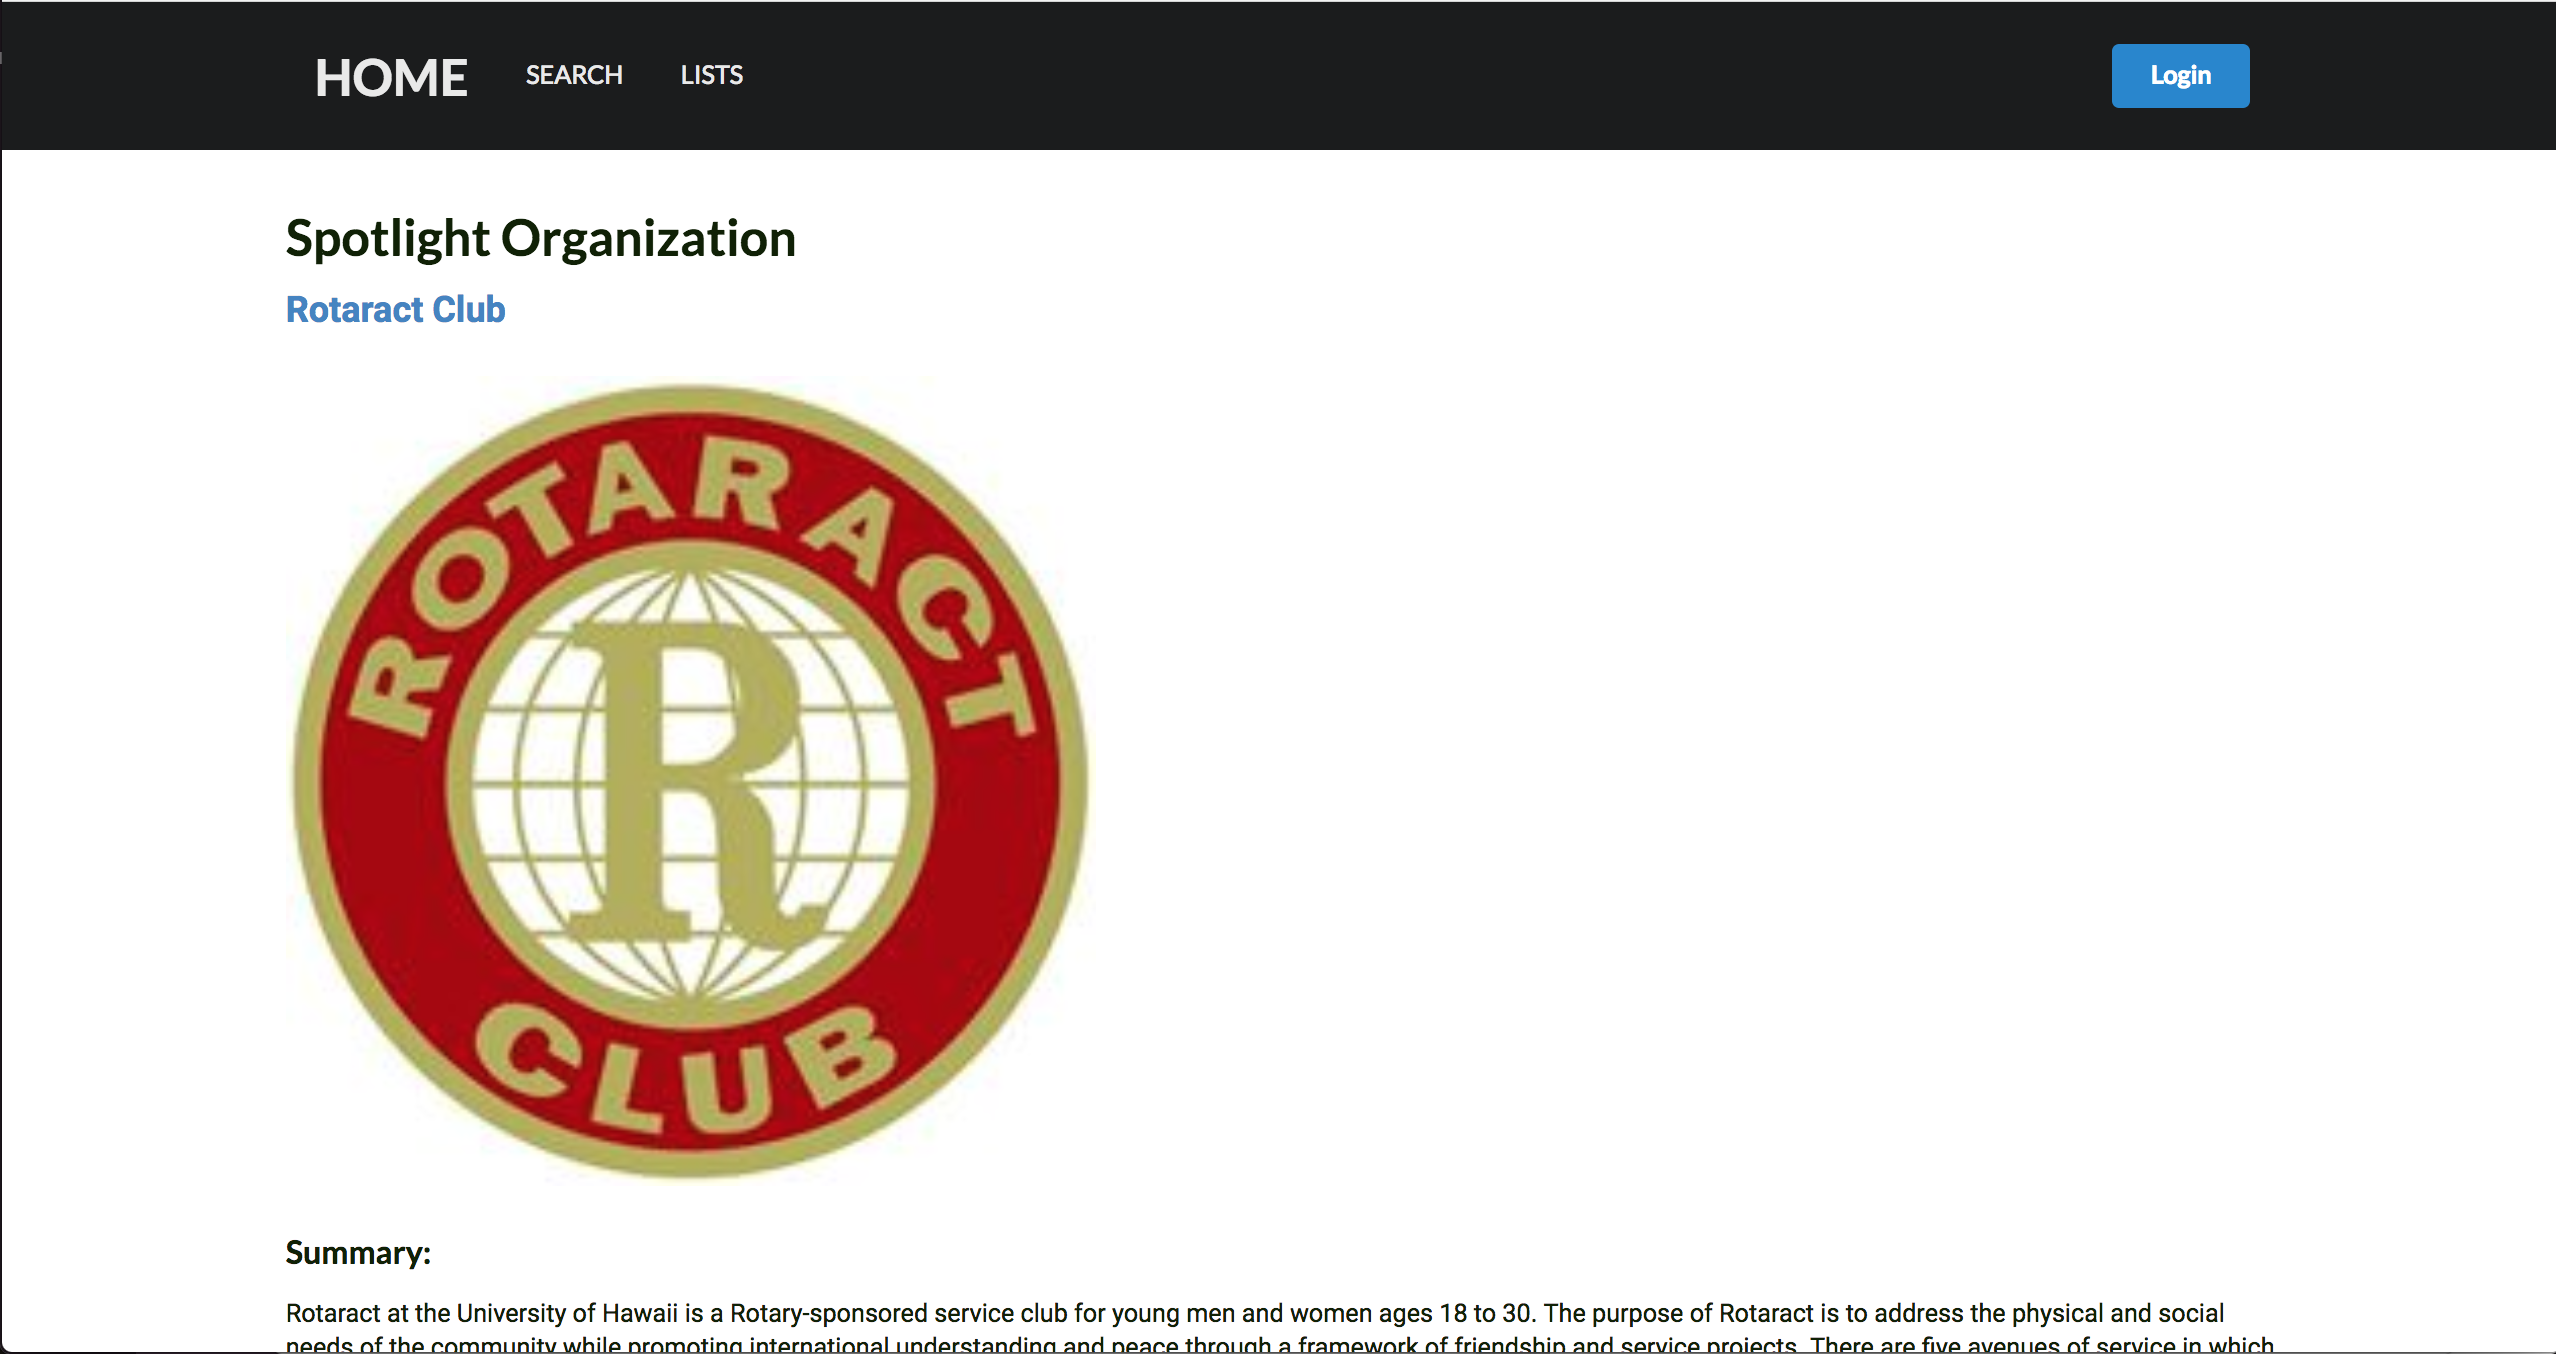 HOME SEARCH LISTS Login
Spotlight Organization
Rotaract Club
ROTARACT
R
CLUB
Summary:
Rotaract at the University of Hawaii is a Rotary-sponsored service club for young men and women ages 18 to 30. The purpose of Rotaract is to address the physical and social
needs of the community while promoting international understanding and peace through a framework of friendship and service projects. There are five avenues of service in which